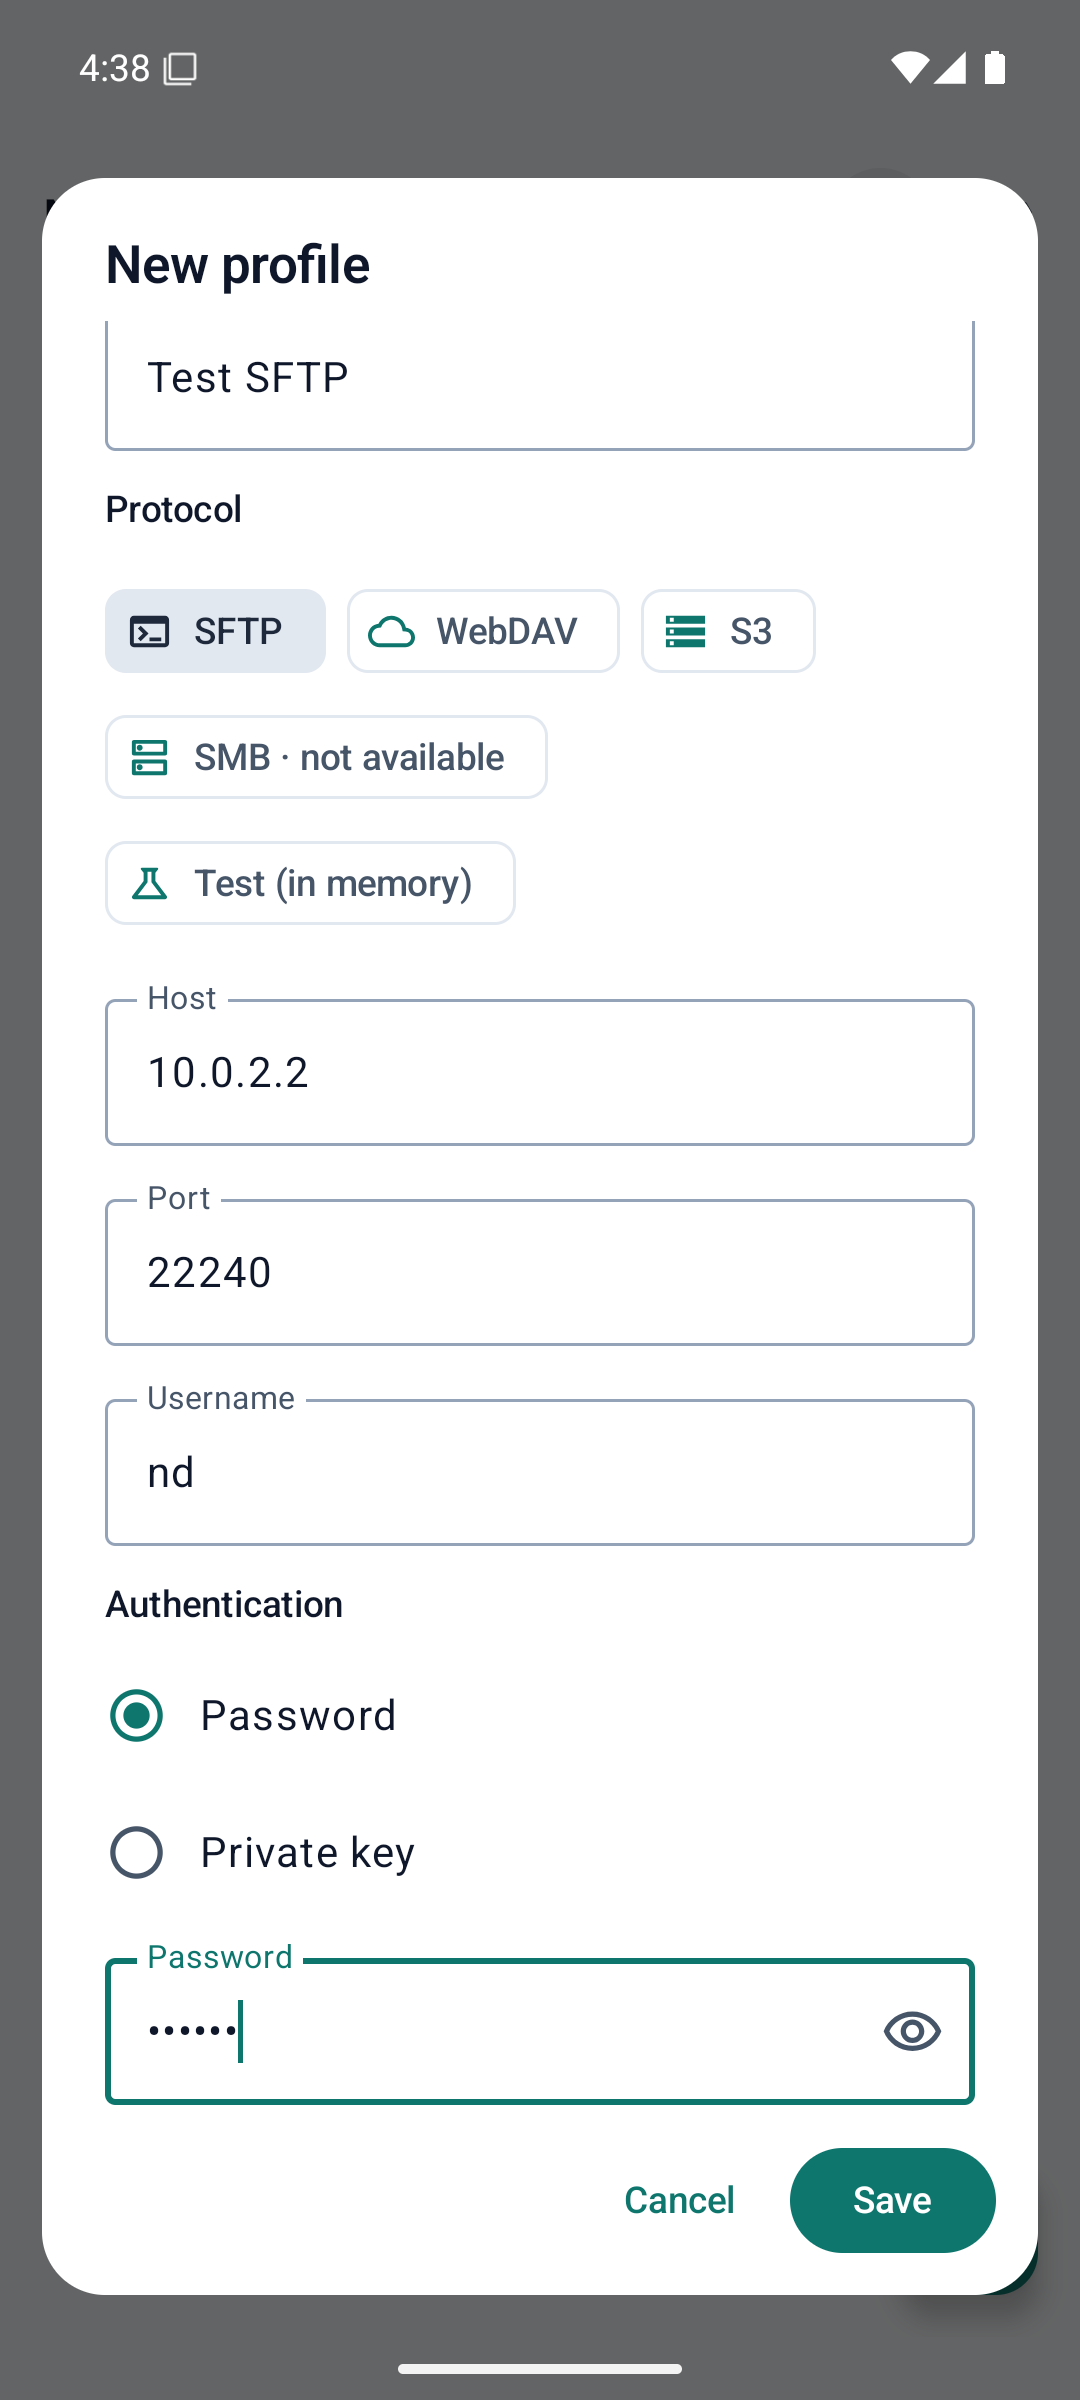 4:38
New profile
Test SFTP
Protocol
SFTP
WebDAV
S3
SMB · not available
Test (in memory)
Host
10.0.2.2
Port
22240
Username
nd
Authentication
Password
Private key
Password
••••••
Cancel
Save